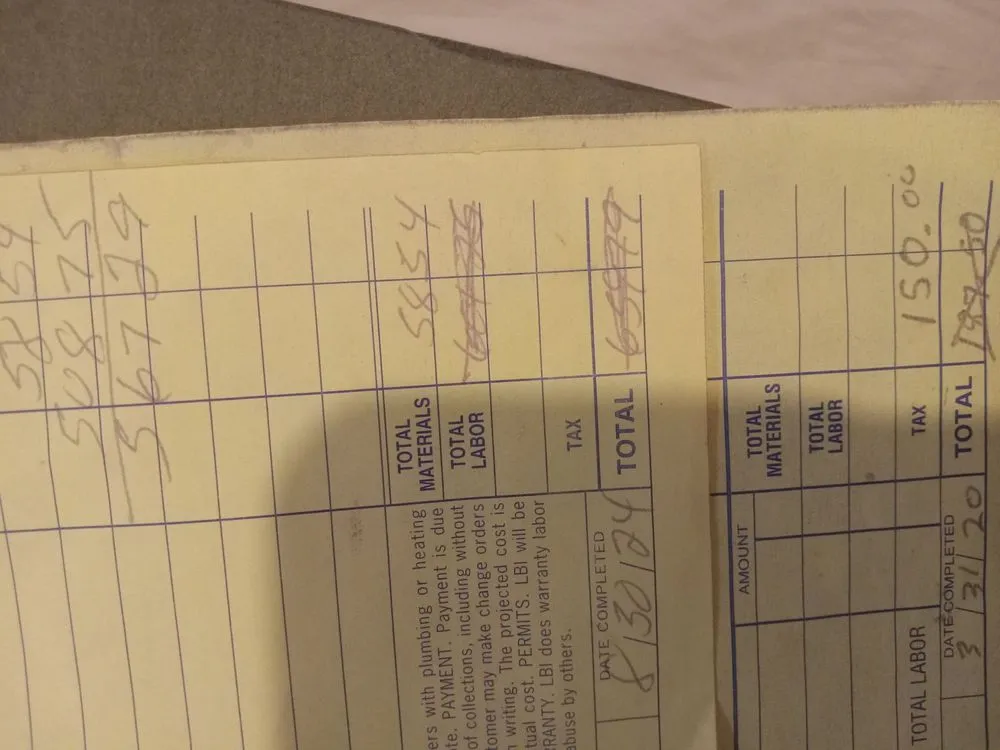 58 54
508 75
567 29
TOTAL MATERIALS 58 54
TOTAL LABOR
TAX
TOTAL 659 79
ers with plumbing or heating
te. PAYMENT. Payment is due
of collections, including without
tomer may make change orders
n writing. The projected cost is
tual cost. PERMITS. LBI will be
RRANTY. LBI does warranty labor
abuse by others.
DATE COMPLETED
8/30/24
AMOUNT
TOTAL MATERIALS
TOTAL LABOR
TAX 150.00
TOTAL
TOTAL LABOR
DATE COMPLETED
3/31/20